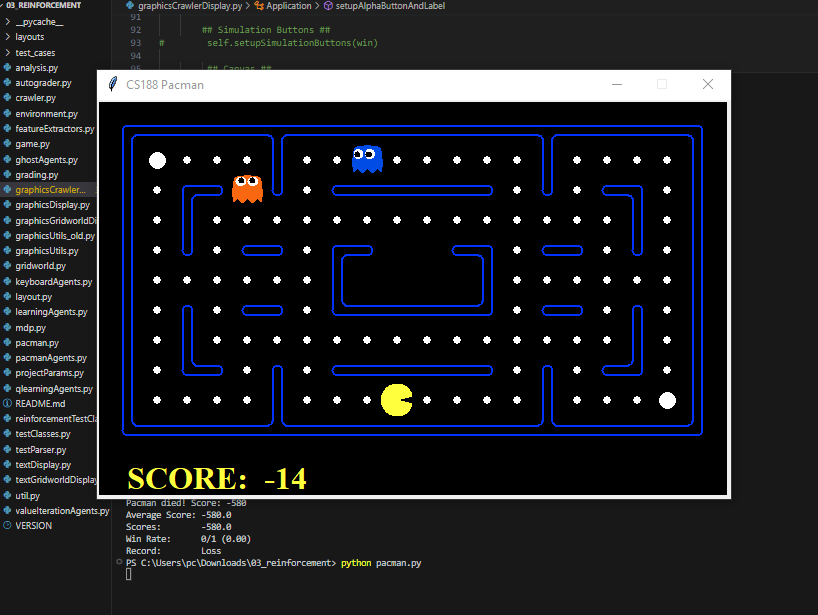 03_REINFORCEMENT
graphicsCrawlerDisplay.py > Application > setupAlphaButtonAndLabel
__pycache__
layouts
test_cases
analysis.py
autograder.py
crawler.py
environment.py
featureExtractors.py
game.py
ghostAgents.py
grading.py
graphicsCrawler...
graphicsDisplay.py
graphicsGridworldDi
graphicsUtils_old.py
graphicsUtils.py
gridworld.py
keyboardAgents.py
layout.py
learningAgents.py
mdp.py
pacman.py
pacmanAgents.py
projectParams.py
qlearningAgents.py
README.md
reinforcementTestCla
testClasses.py
testParser.py
textDisplay.py
textGridworldDisplay
util.py
valueIterationAgents.py
VERSION
91
92 ## Simulation Buttons ##
93 # self.setupSimulationButtons(win)
94
95 ## Canvas ##
CS188 Pacman
SCORE: -14
Pacman died! Score: -580
Average Score: -580.0
Scores: -580.0
Win Rate: 0/1 (0.00)
Record: Loss
PS C:\Users\pc\Downloads\03_reinforcement> python pacman.py